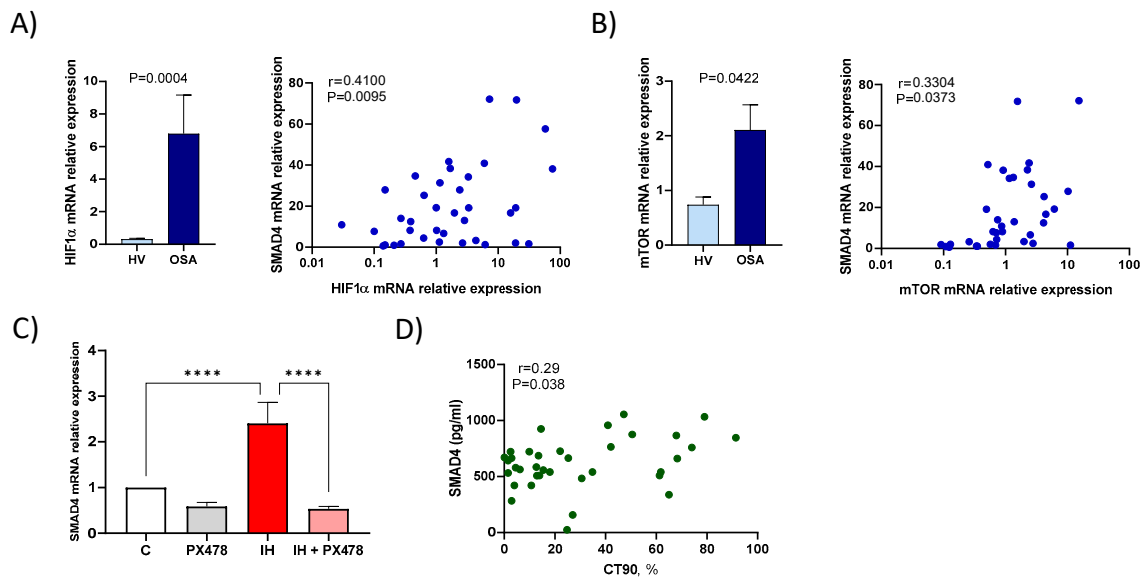 A)
P=0.0004
HIF1α mRNA relative expression
10
8
6
4
2
0
HV OSA
r=0.4100
P=0.0095
SMAD4 mRNA relative expression
80
60
40
20
0
0.01 0.1 1 10 100
HIF1α mRNA relative expression
B)
P=0.0422
mTOR mRNA relative expression
3
2
1
0
HV OSA
r=0.3304
P=0.0373
SMAD4 mRNA relative expression
80
60
40
20
0
0.01 0.1 1 10 100
mTOR mRNA relative expression
C)
SMAD4 mRNA relative expression
4
3
2
1
0
**** ****
C PX478 IH IH + PX478
D)
r=0.29
P=0.038
SMAD4 (pg/ml)
1500
1000
500
0
0 20 40 60 80 100
CT90, %